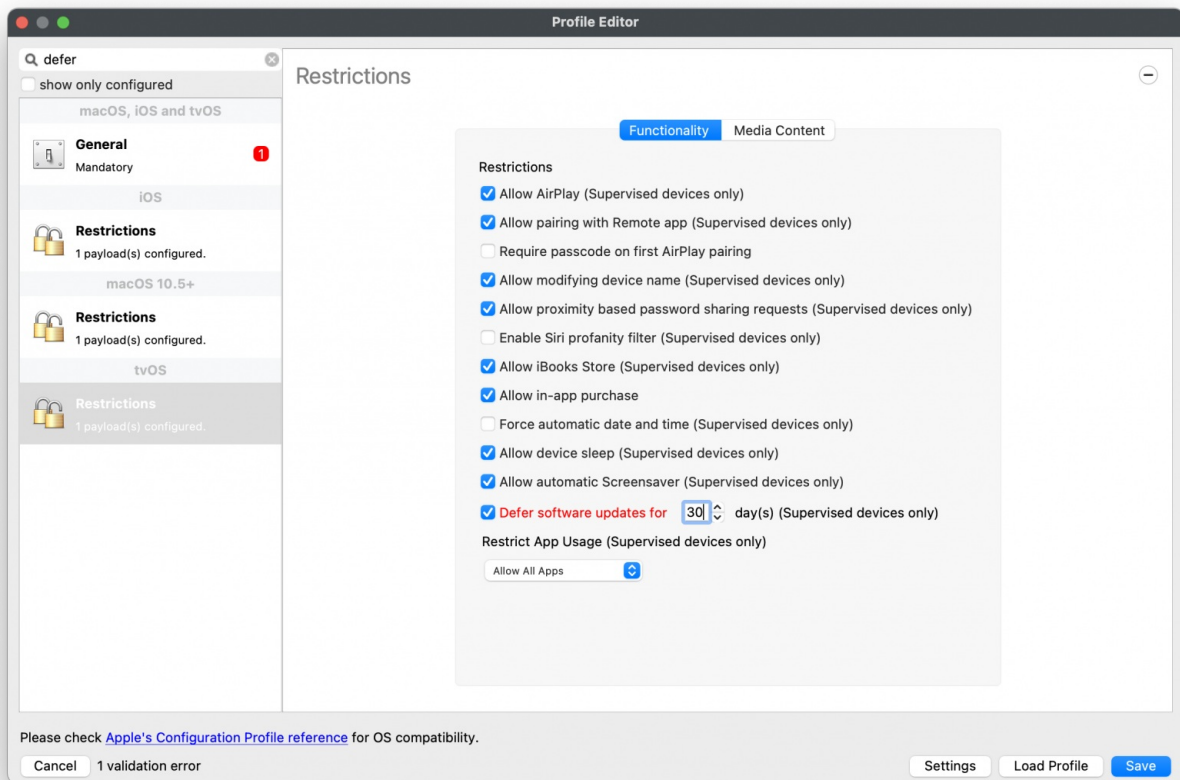 Profile Editor
defer
show only configured
macOS, iOS and tvOS
General
Mandatory
1
iOS
Restrictions
1 payload(s) configured.
macOS 10.5+
Restrictions
1 payload(s) configured.
tvOS
Restrictions
1 payload(s) configured.
Restrictions
Functionality Media Content
Restrictions
Allow AirPlay (Supervised devices only)
Allow pairing with Remote app (Supervised devices only)
Require passcode on first AirPlay pairing
Allow modifying device name (Supervised devices only)
Allow proximity based password sharing requests (Supervised devices only)
Enable Siri profanity filter (Supervised devices only)
Allow iBooks Store (Supervised devices only)
Allow in-app purchase
Force automatic date and time (Supervised devices only)
Allow device sleep (Supervised devices only)
Allow automatic Screensaver (Supervised devices only)
Defer software updates for 30 day(s) (Supervised devices only)
Restrict App Usage (Supervised devices only)
Allow All Apps
Please check Apple's Configuration Profile reference for OS compatibility.
Cancel 1 validation error Settings Load Profile Save